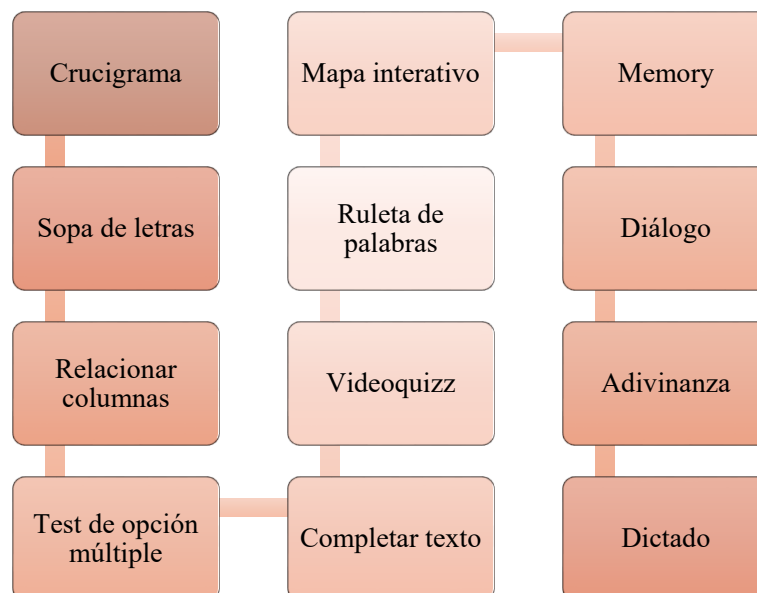 Crucigrama
Sopa de letras
Relacionar
columnas
Test de opción
múltiple
Completar texto
Videoquizz
Ruleta de
palabras
Mapa interativo
Memory
Diálogo
Adivinanza
Dictado